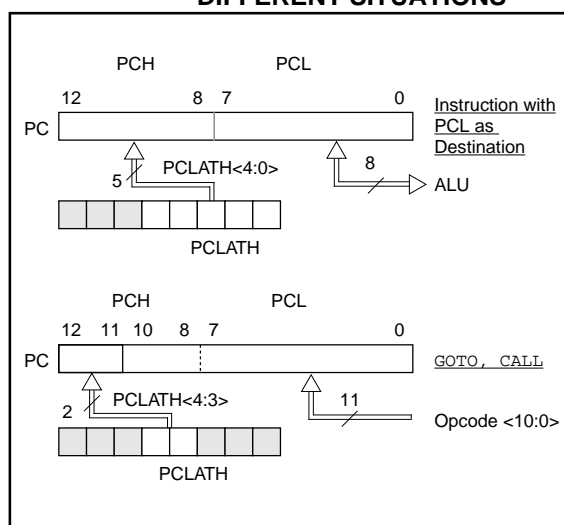 DIFFERENT SITUATIONS
PCH PCL
12 8 7 0
PC
Instruction with
PCL as
Destination
5 PCLATH<4:0> 8
ALU
PCLATH
PCH PCL
12 11 10 8 7 0
PC
GOTO, CALL
2 PCLATH<4:3> 11
Opcode <10:0>
PCLATH